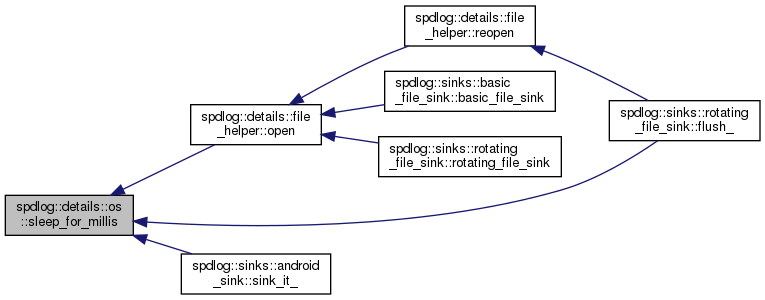 spdlog::details::file
_helper::reopen
spdlog::sinks::basic
_file_sink::basic_file_sink
spdlog::details::file
_helper::open
spdlog::sinks::rotating
_file_sink::flush_
spdlog::sinks::rotating
_file_sink::rotating_file_sink
spdlog::details::os
::sleep_for_millis
spdlog::sinks::android
_sink::sink_it_